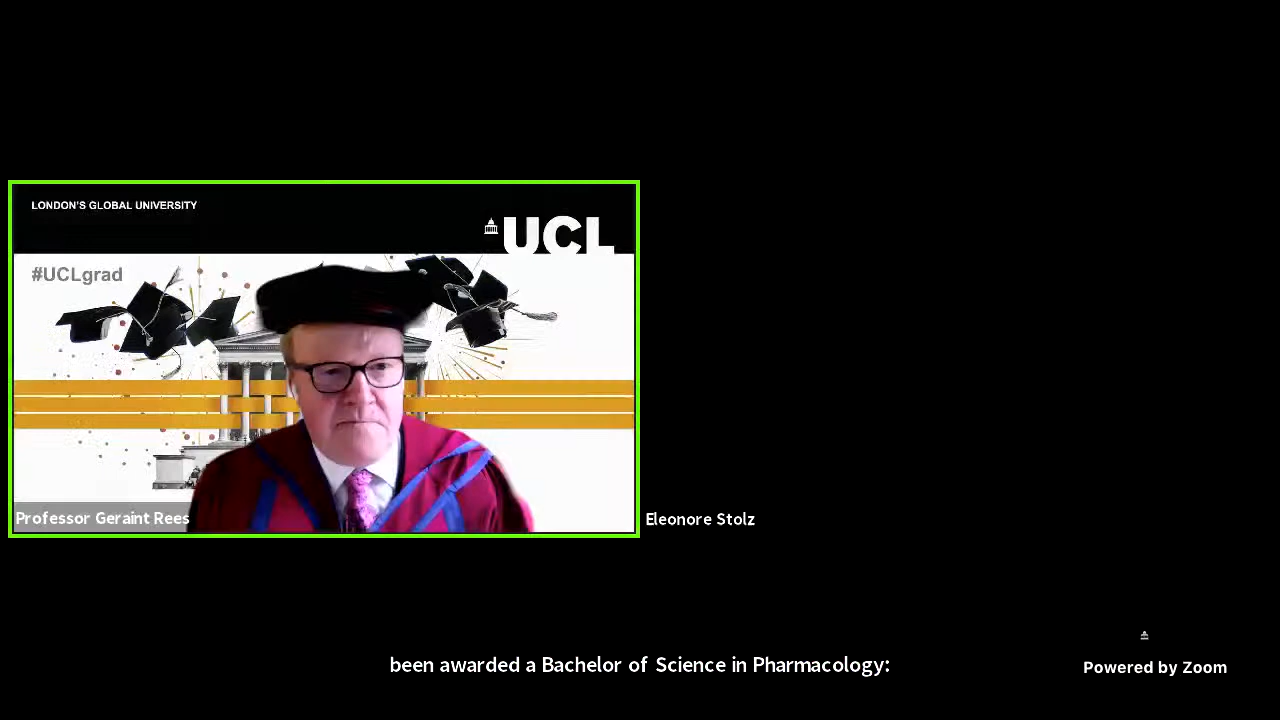 LONDON'S GLOBAL UNIVERSITY
UCL
#UCLgrad
Professor Geraint Rees
Eleonore Stolz
been awarded a Bachelor of Science in Pharmacology:
Powered by Zoom